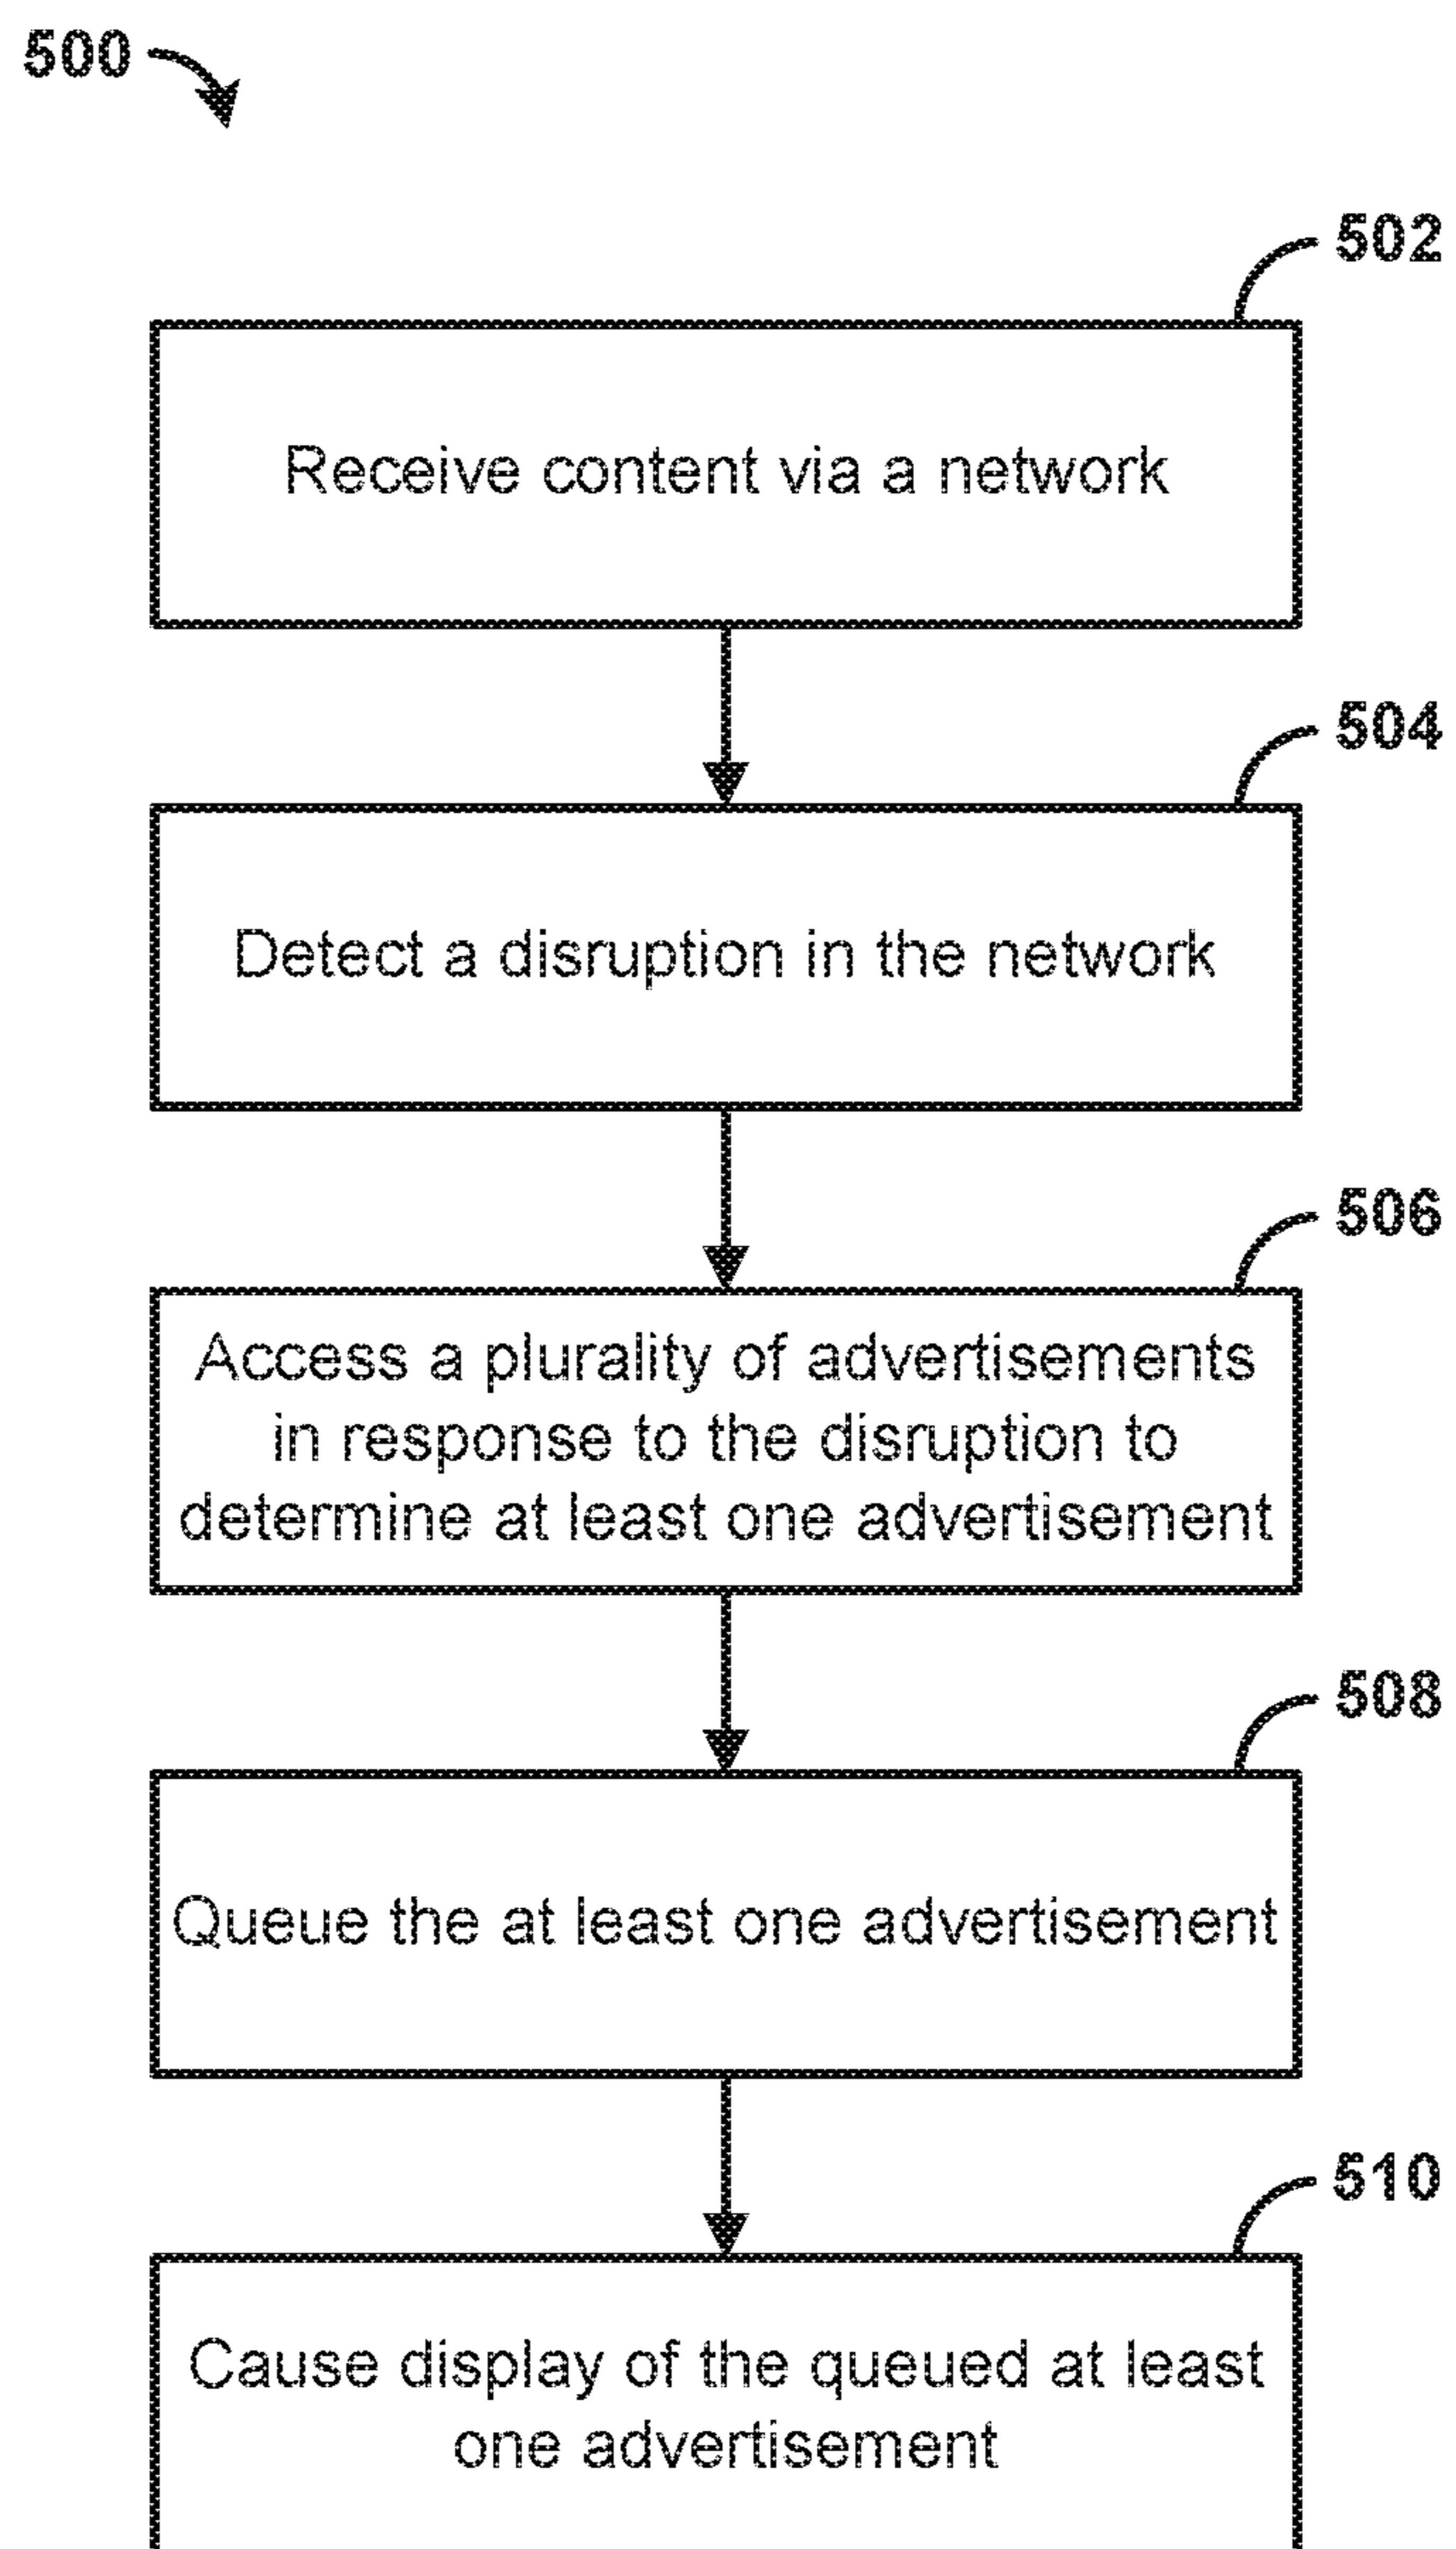 500
502
Receive content via a network
504
Detect a disruption in the network
506
Access a plurality of advertisements
in response to the disruption to
determine at least one advertisement
508
Queue the at least one advertisement
510
Cause display of the queued at least
one advertisement